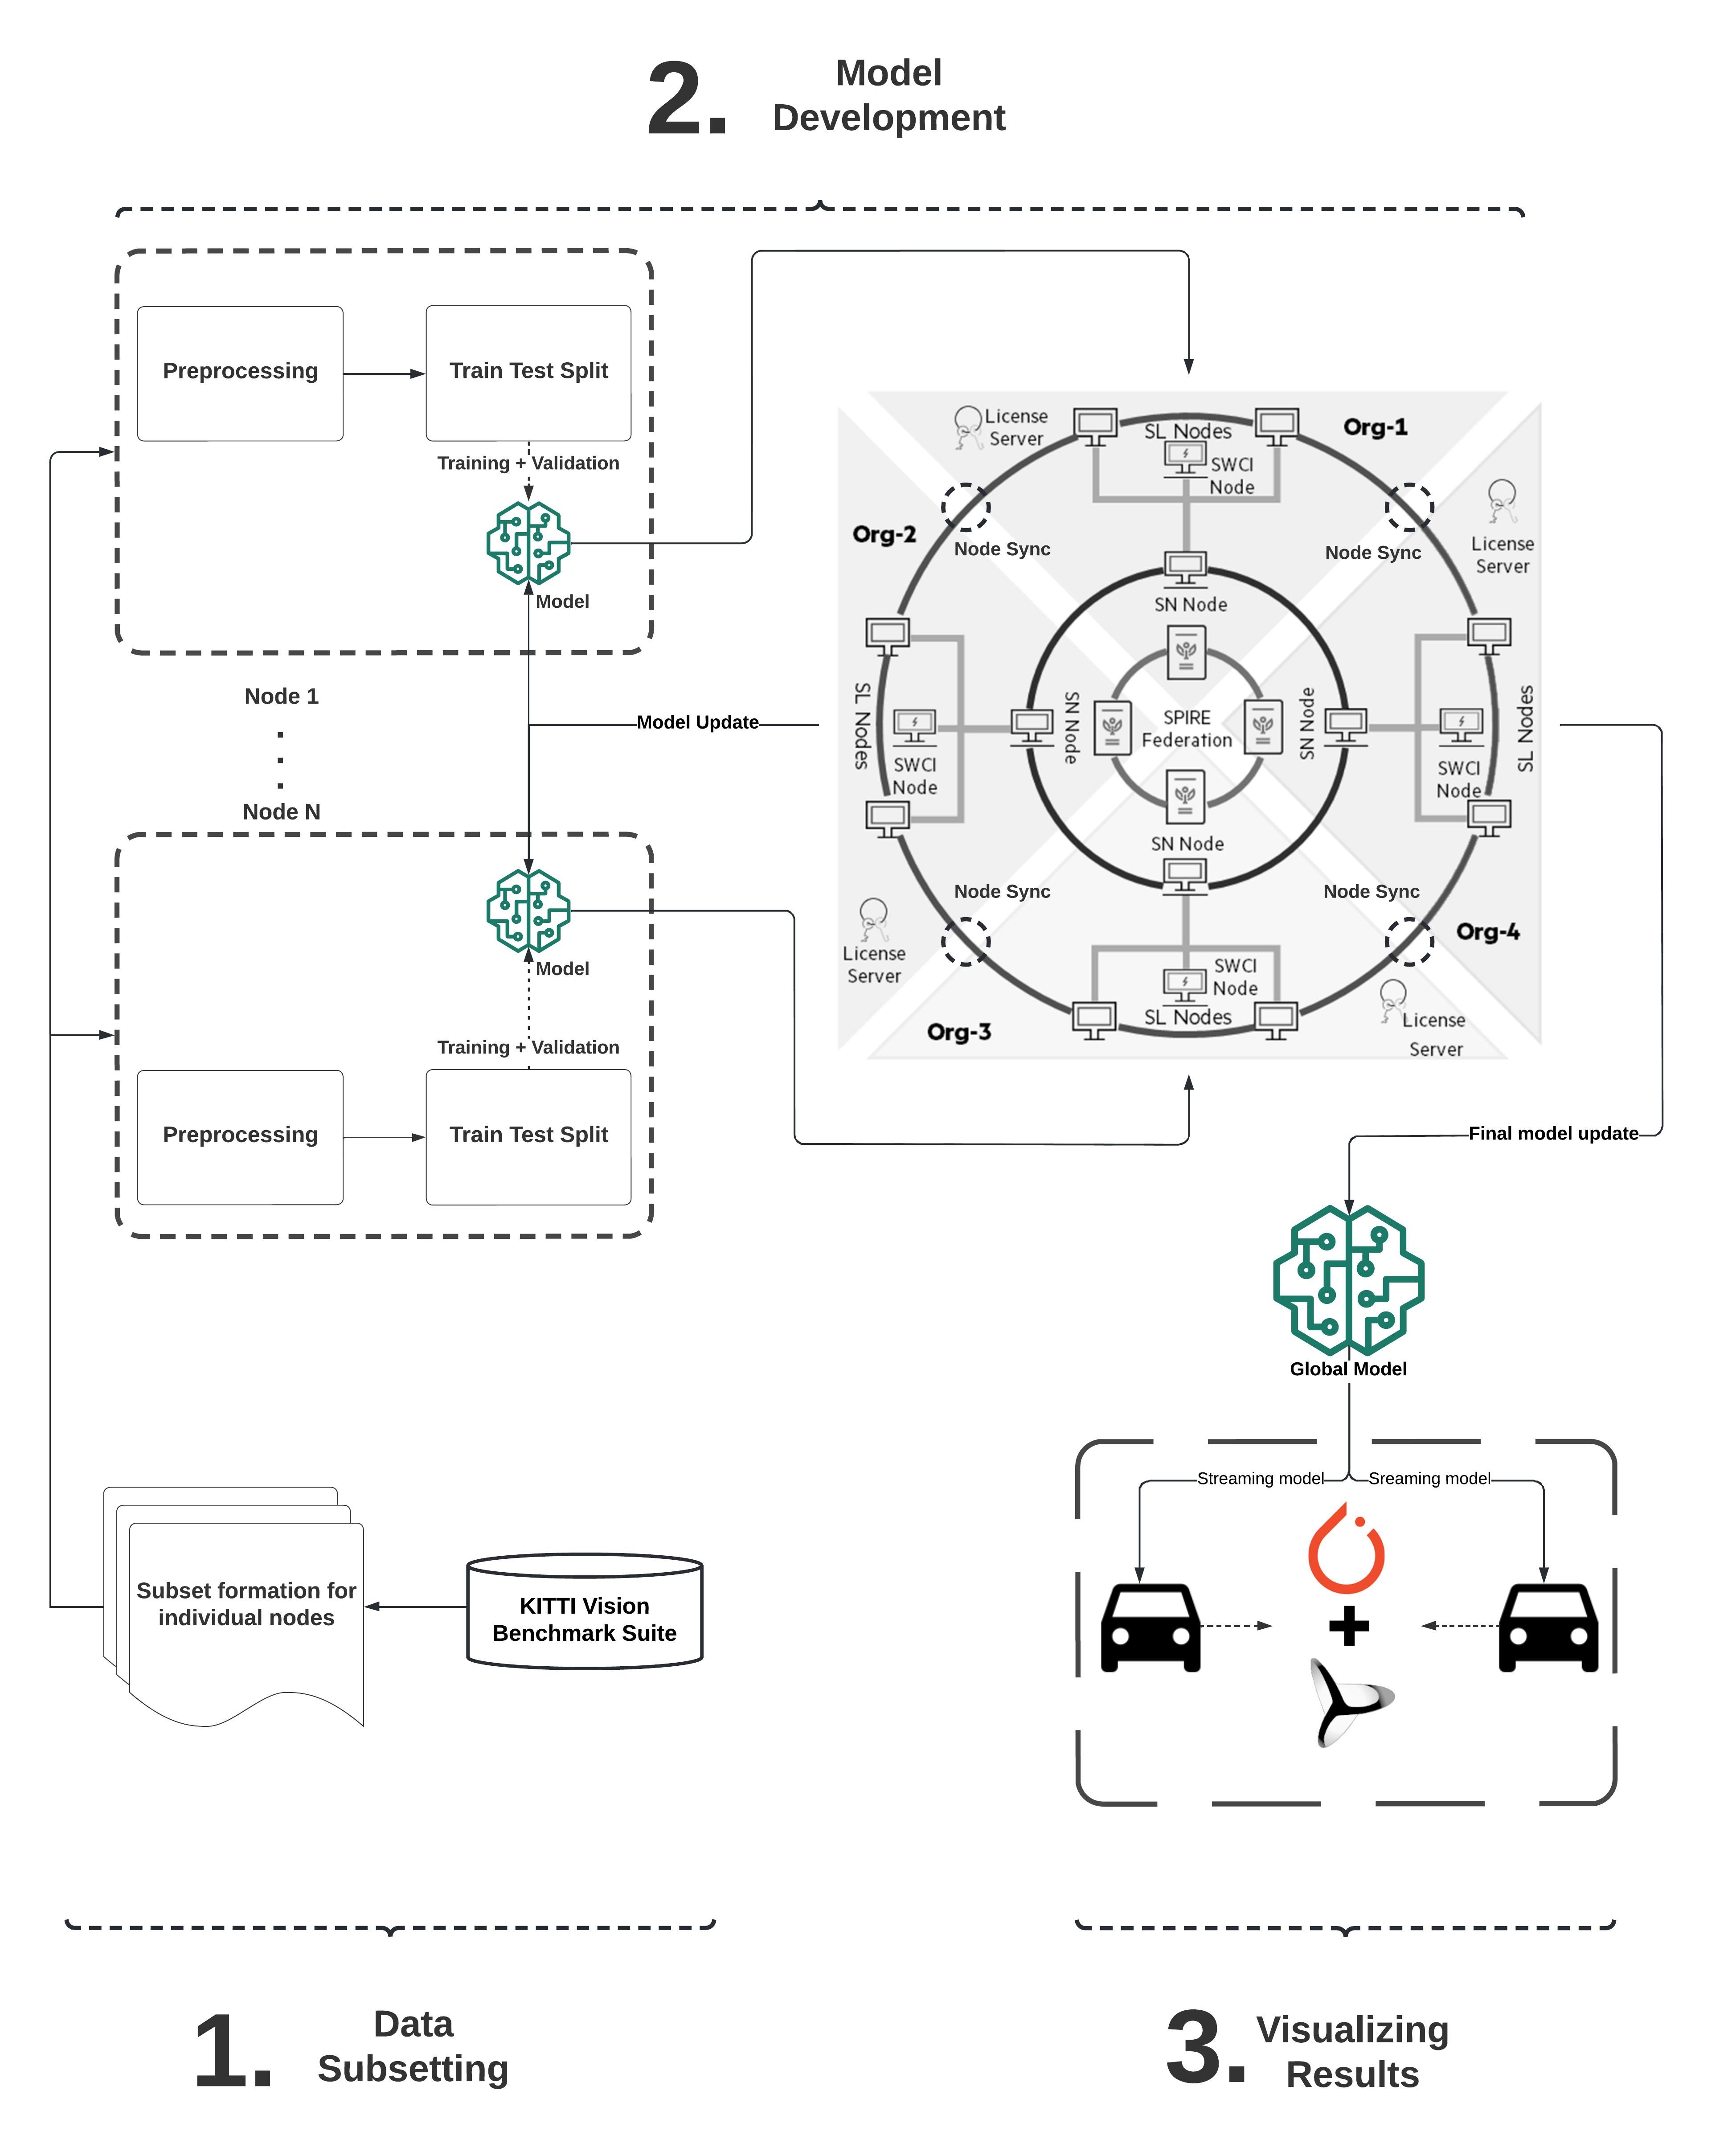 2.
Model
Development
Preprocessing
Train Test Split
Training + Validation
Model
Node 1
.
.
.
Node N
Model Update
Model
Training + Validation
Preprocessing
Train Test Split
License
Server
SL Nodes
Org-1
SWCI
Node
Org-2
Node Sync
Node Sync
License
Server
SN Node
SL Nodes
SWCI
Node
SN Node
SPIRE
Federation
SN Node
SWCI
Node
SL Nodes
SN Node
Node Sync
Node Sync
License
Server
Org-4
SWCI
Node
SL Nodes
Org-3
License
Server
Final model update
Global Model
Streaming model
Sreaming model
Subset formation for
individual nodes
KITTI Vision
Benchmark Suite
1.
Data
Subsetting
3.
Visualizing
Results